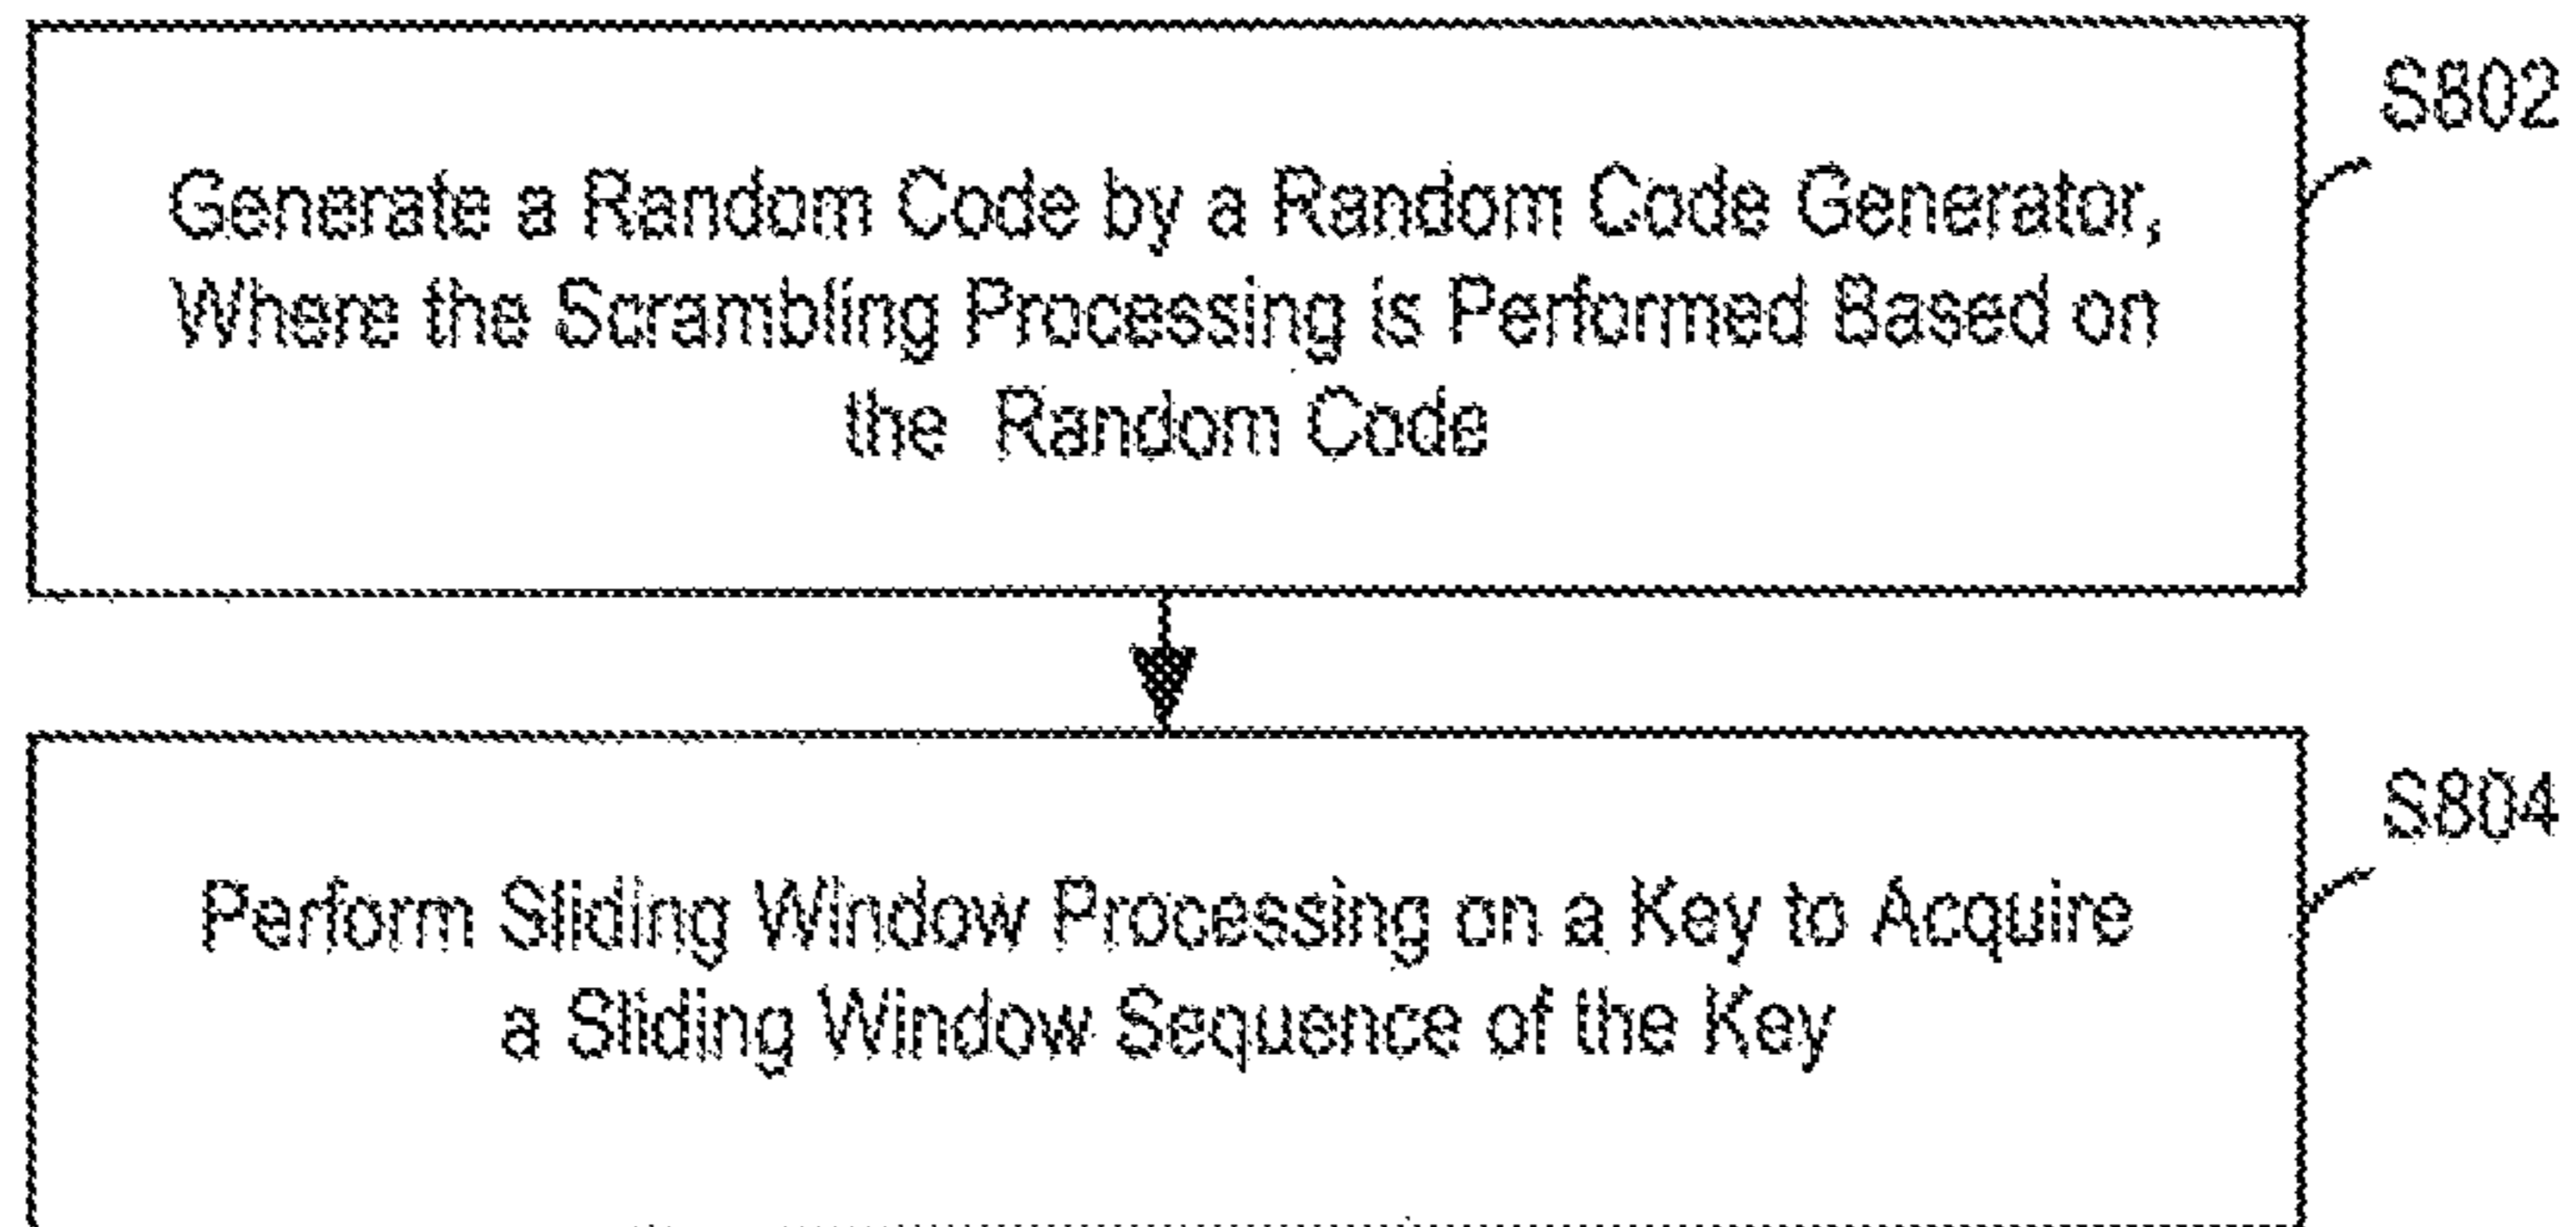 S802
Generate a Random Code by a Random Code Generator,
Where the Scrambling Processing is Performed Based on
the Random Code
S804
Perform Sliding Window Processing on a Key to Acquire
a Sliding Window Sequence of the Key